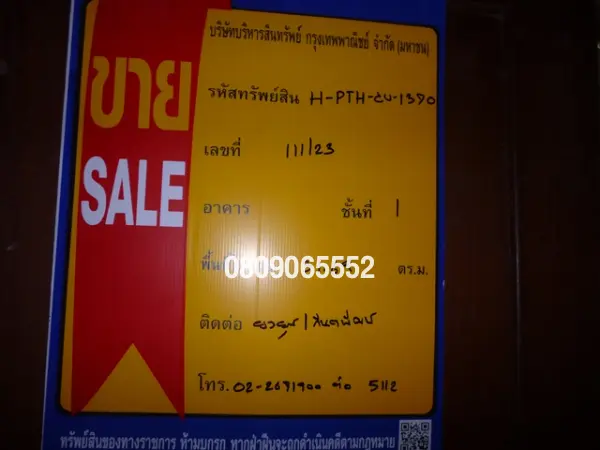 บริษัทบริหารสินทรัพย์ กรุงเทพพาณิชย์ จำกัด (มหาชน)
ขาย
SALE
รหัสทรัพย์สิน H-PTH-ฉบ-1370
เลขที่ 111/23
อาคาร ชั้นที่ 1
0809065552
ตร.ม.
ติดต่อ
โทร. 02-2671900 ต่อ 5112
ทรัพย์สินของทางราชการ ห้ามบุกรุก หากฝ่าฝืนจะถูกดำเนินคดีตามกฎหมาย